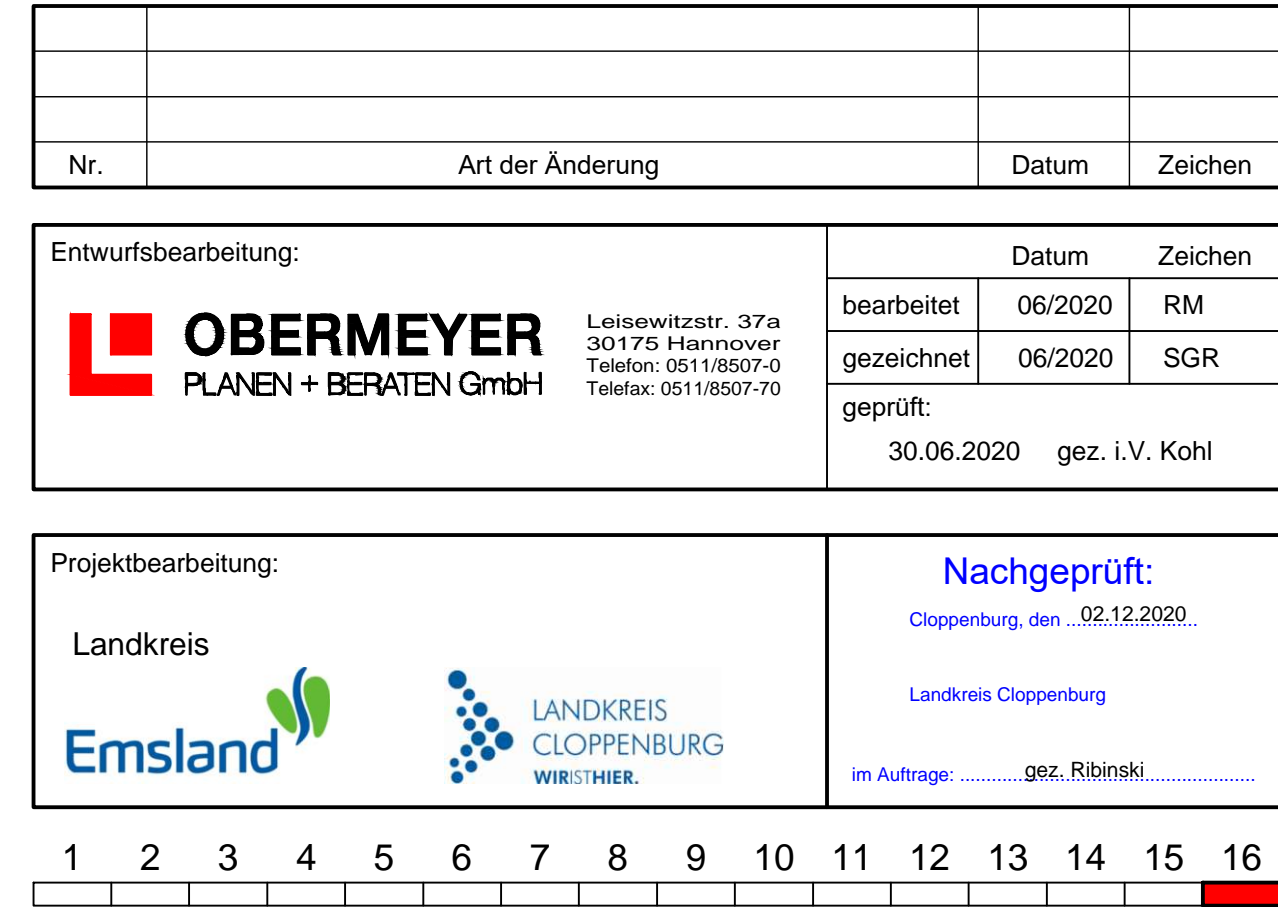 Nr. Art der Änderung Datum Zeichen
Entwurfsbearbeitung:
OBERMEYER
PLANEN + BERATEN GmbH
Leisewitzstr. 37a
30175 Hannover
Telefon: 0511/8507-0
Telefax: 0511/8507-70
Datum Zeichen
bearbeitet 06/2020 RM
gezeichnet 06/2020 SGR
geprüft:
30.06.2020 gez. i.V. Kohl
Projektbearbeitung:
Landkreis
Emsland
LANDKREIS
CLOPPENBURG
WIRISTHIER.
Nachgeprüft:
Cloppenburg, den ...02.12.2020..
Landkreis Cloppenburg
im Auftrage: ............gez. Ribinski.....................
1 2 3 4 5 6 7 8 9 10 11 12 13 14 15 16